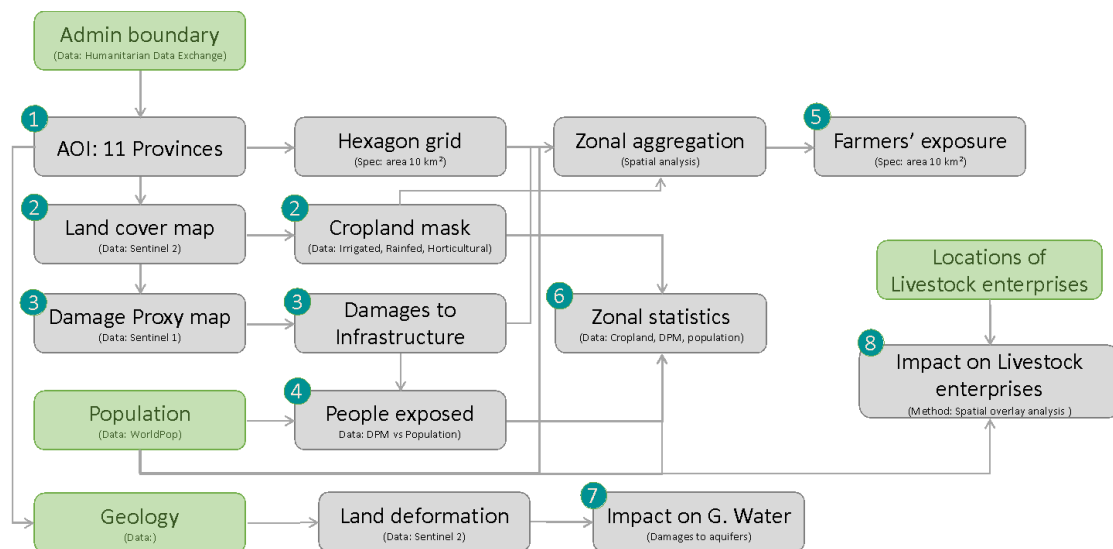 Admin boundary
(Data: Humanitarian Data Exchange)
1
AOI: 11 Provinces
Hexagon grid
(Spec: area 10 km²)
Zonal aggregation
(Spatial analysis)
5
Farmers' exposure
(Spec: area 10 km²)
2
Land cover map
(Data: Sentinel 2)
2
Cropland mask
(Data: Irrigated, Rainfed, Horticultural)
Locations of
Livestock enterprises
3
Damage Proxy map
(Data: Sentinel 1)
3
Damages to
Infrastructure
6
Zonal statistics
(Data: Cropland, DPM, population)
8
Impact on Livestock
enterprises
(Method: Spatial overlay analysis )
Population
(Data: WorldPop)
4
People exposed
Data: DPM vs Population)
Geology
(Data:)
Land deformation
(Data: Sentinel 2)
7
Impact on G. Water
(Damages to aquifers)